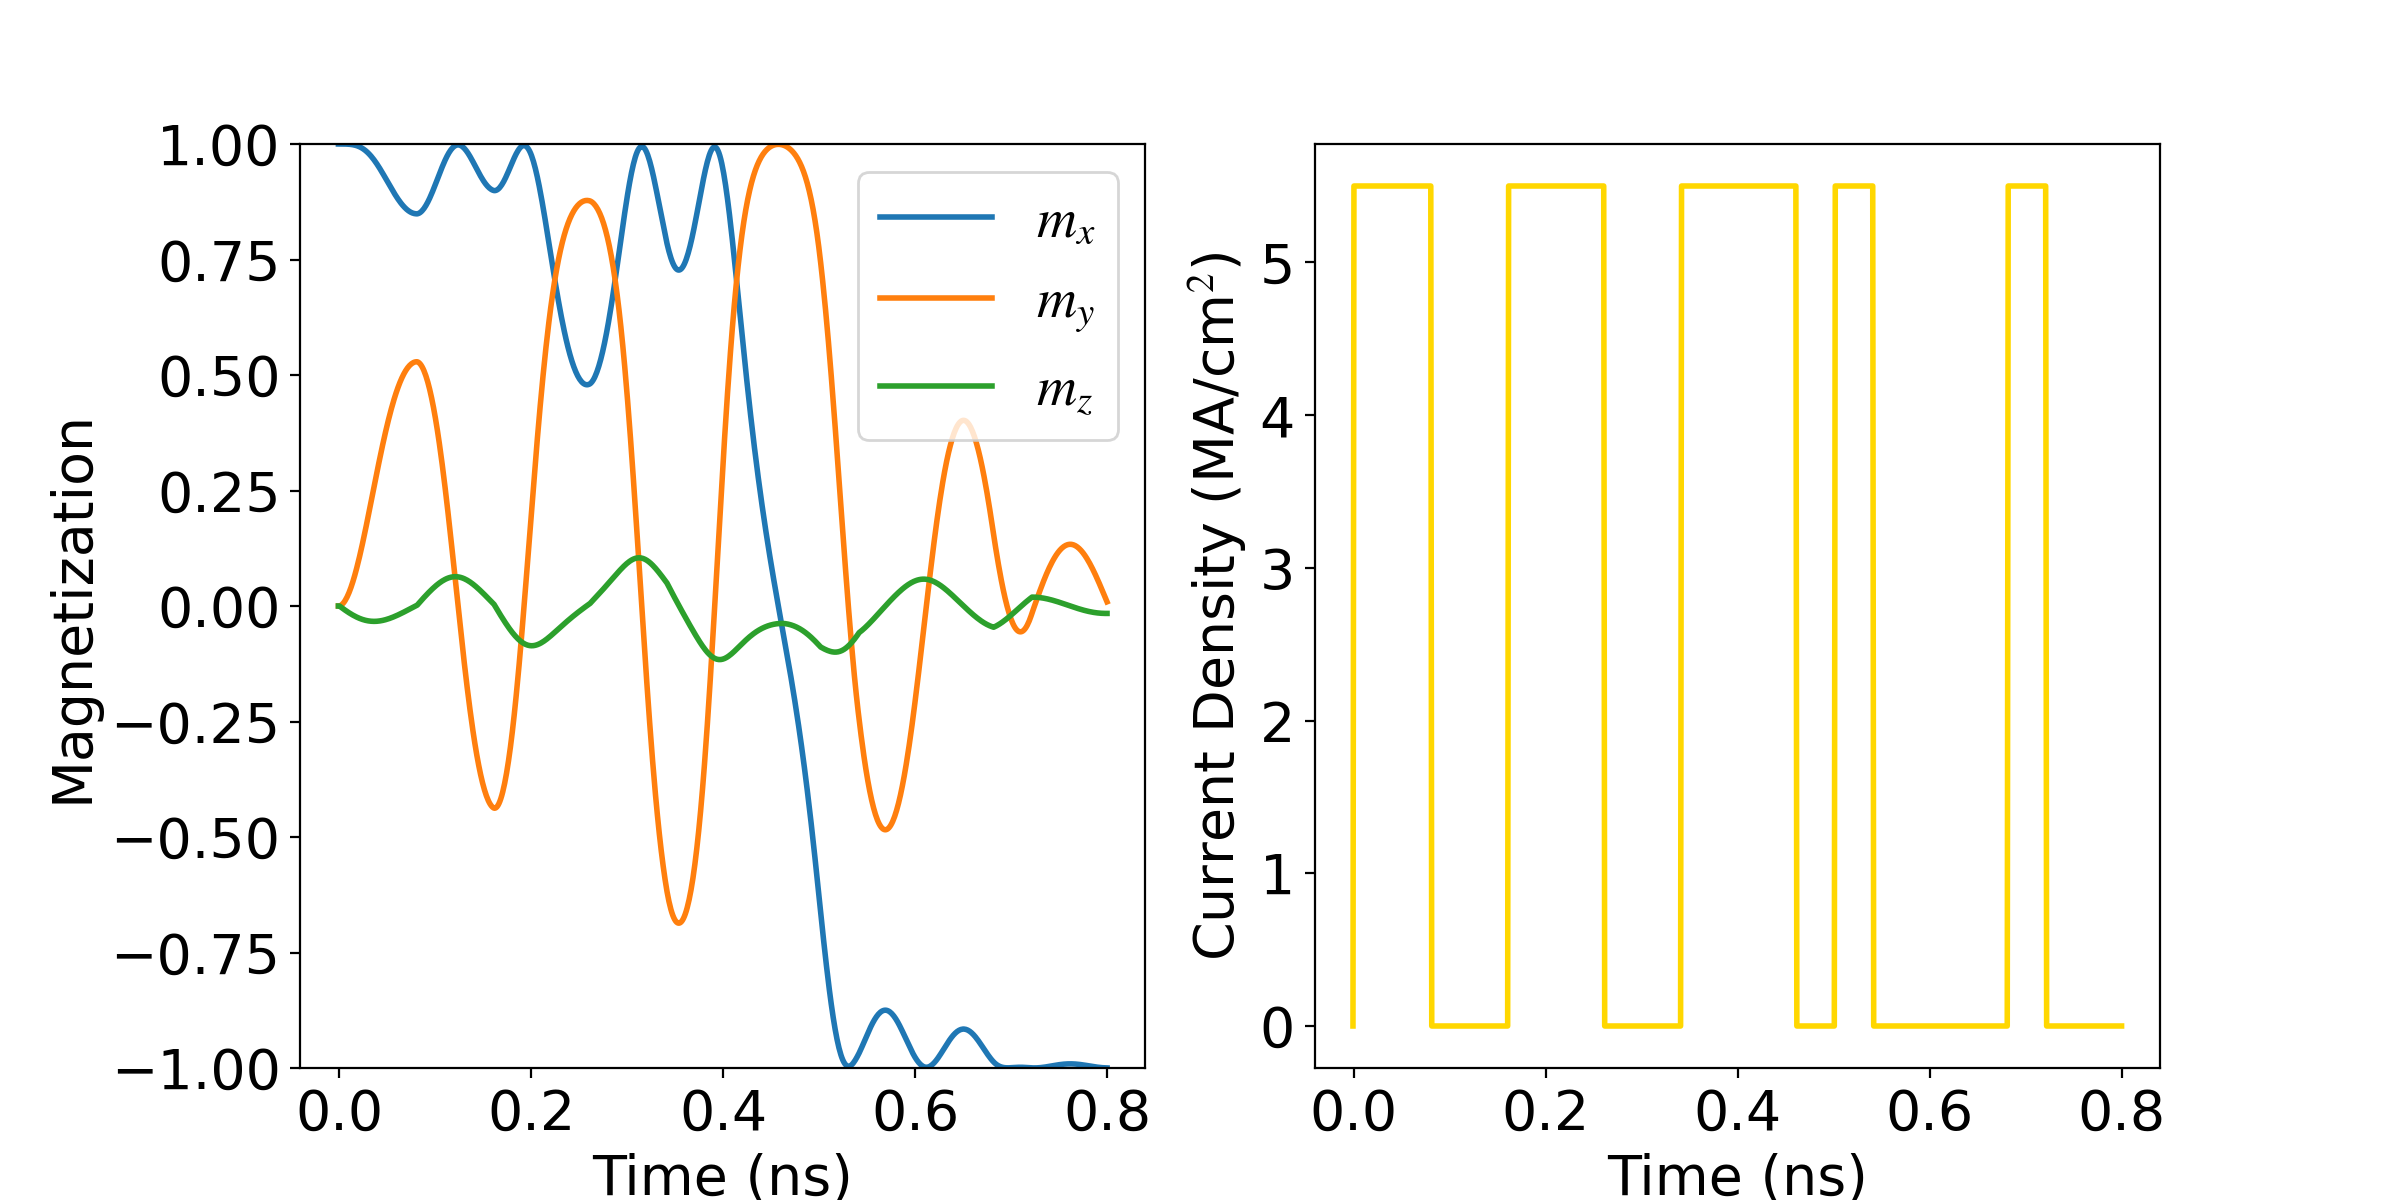 1.00
0.75
0.50
0.25
0.00
−0.25
−0.50
−0.75
−1.00
Magnetization
0.0 0.2 0.4 0.6 0.8
Time (ns)
m_x
m_y
m_z
5
4
3
2
1
0
Current Density (MA/cm²)
0.0 0.2 0.4 0.6 0.8
Time (ns)